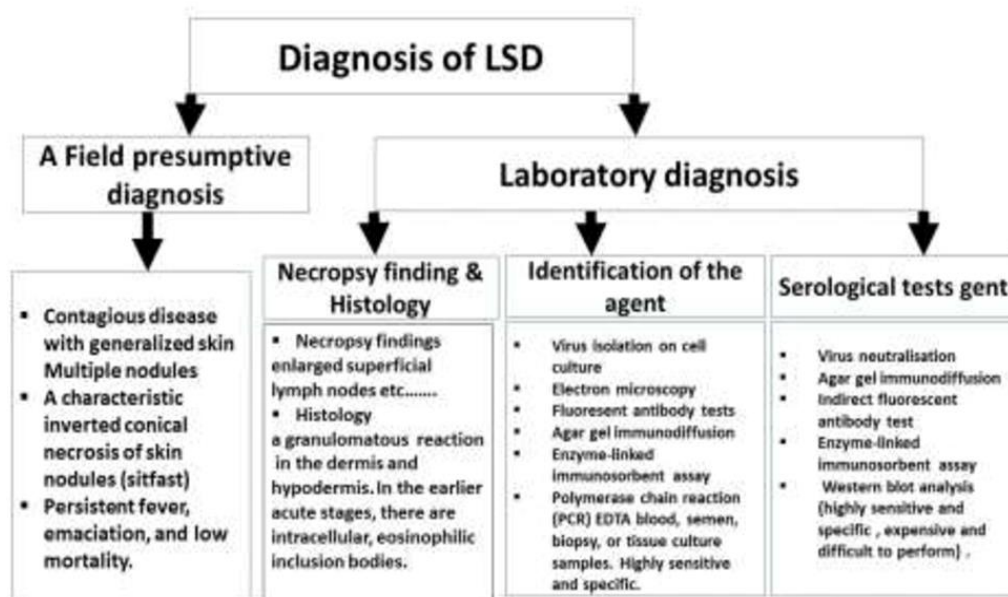 Diagnosis of LSD
A Field presumptive
diagnosis
Laboratory diagnosis
▪ Contagious disease
with generalized skin
Multiple nodules
▪ A characteristic
inverted conical
necrosis of skin
nodules (sitfast)
▪ Persistent fever,
emaciation, and low
mortality.
Necropsy finding &
Histology
▪ Necropsy findings
enlarged superficial
lymph nodes etc.......
▪ Histology
a granulomatous reaction
in the dermis and
hypodermis. In the earlier
acute stages, there are
intracellular, eosinophilic
inclusion bodies.
Identification of the
agent
▪ Virus isolation on cell
culture
▪ Electron microscopy
▪ Fluoresent antibody tests
▪ Agar gel immunodiffusion
▪ Enzyme-linked
immunosorbent assay
▪ Polymerase chain reaction
(PCR) EDTA blood, semen,
biopsy, or tissue culture
samples. Highly sensitive
and specific.
Serological tests gent
▪ Virus neutralisation
▪ Agar gel immunodiffusion
▪ Indirect fluorescent
antibody test
▪ Enzyme-linked
immunosorbent assay
▪ Western blot analysis
(highly sensitive and
specific , expensive and
difficult to perform) .